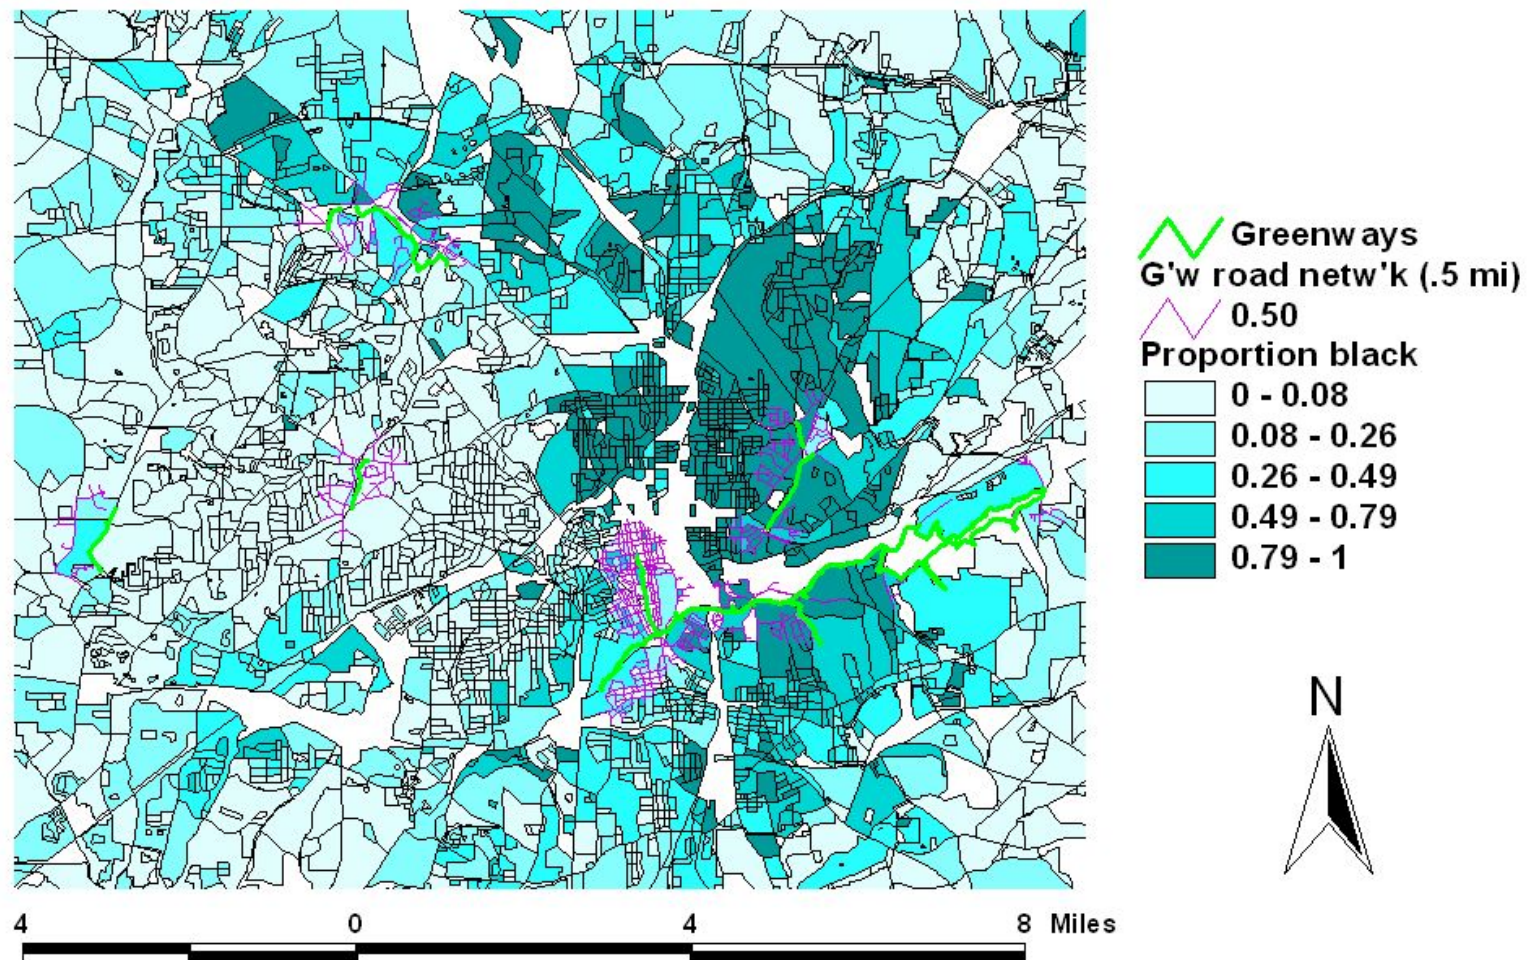 Greenways
G'w road netw'k (.5 mi)
0.50
Proportion black
0 - 0.08
0.08 - 0.26
0.26 - 0.49
0.49 - 0.79
0.79 - 1
N
4 0 4 8 Miles